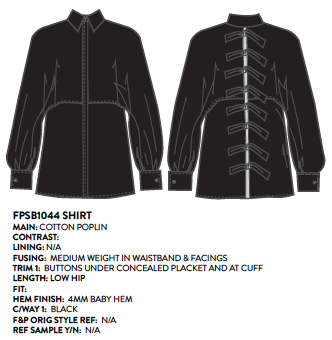 FPSB1044 SHIRT
MAIN: COTTON POPLIN
CONTRAST:
LINING: N/A
FUSING: MEDIUM WEIGHT IN WAISTBAND & FACINGS
TRIM 1: BUTTONS UNDER CONCEALED PLACKET AND AT CUFF
LENGTH: LOW HIP
FIT:
HEM FINISH: 4MM BABY HEM
C/WAY 1: BLACK
F&P ORIG STYLE REF: N/A
REF SAMPLE Y/N: N/A